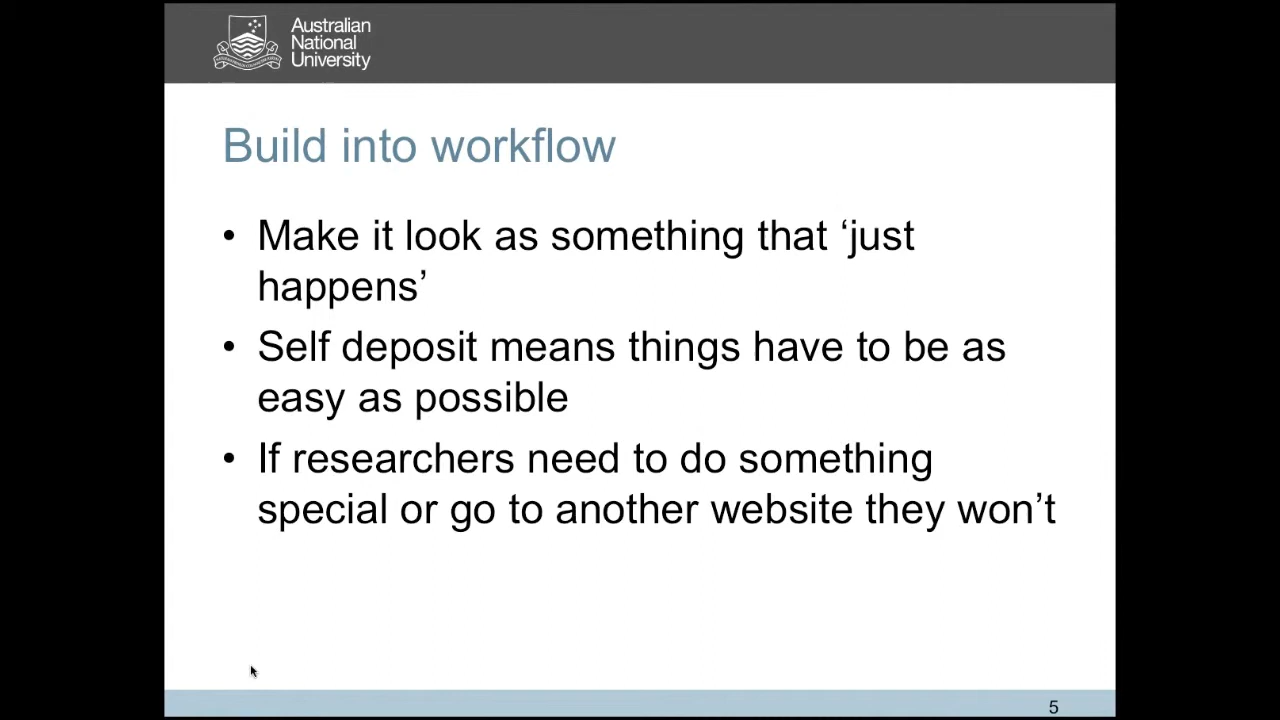 Australian
National
University
Build into workflow
• Make it look as something that ‘just
happens’
• Self deposit means things have to be as
easy as possible
• If researchers need to do something
special or go to another website they won’t
5